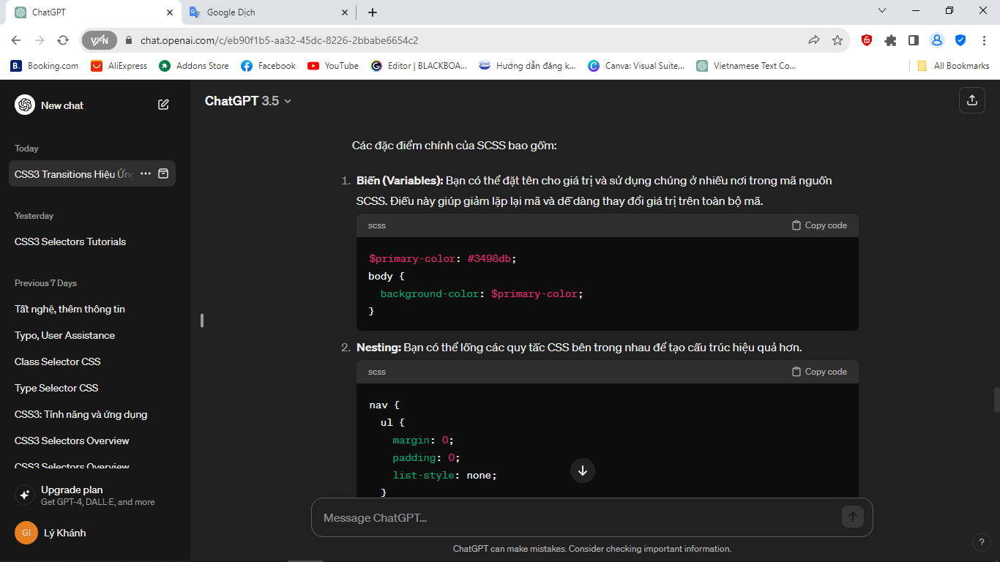 ChatGPT
Google Dịch
VPN
chat.openai.com/c/eb90f1b5-aa32-45dc-8226-2bbabe6654c2
B. Booking.com
AliExpress
Addons Store
Facebook
YouTube
Editor | BLACKBOA...
Hướng dẫn đăng k...
Canva: Visual Suite...
Vietnamese Text Co...
All Bookmarks
New chat
Today
CSS3 Transitions Hiệu Ứng
Yesterday
CSS3 Selectors Tutorials
Previous 7 Days
Tất nghệ, thêm thông tin
Typo, User Assistance
Class Selector CSS
Type Selector CSS
CSS3: Tính năng và ứng dụng
CSS3 Selectors Overview
CSS3 Selectors Overview
Upgrade plan
Get GPT-4, DALL·E, and more
GI Lý Khánh
ChatGPT 3.5
Các đặc điểm chính của SCSS bao gồm:
1. Biến (Variables): Bạn có thể đặt tên cho giá trị và sử dụng chúng ở nhiều nơi trong mã nguồn
SCSS. Điều này giúp giảm lặp lại mã và dễ dàng thay đổi giá trị trên toàn bộ mã.
scss Copy code
$primary-color: #3498db;
body {
background-color: $primary-color;
}
2. Nesting: Bạn có thể lồng các quy tắc CSS bên trong nhau để tạo cấu trúc hiệu quả hơn.
scss Copy code
nav {
ul {
margin: 0;
padding: 0;
list-style: none;
}
Message ChatGPT...
ChatGPT can make mistakes. Consider checking important information.
?